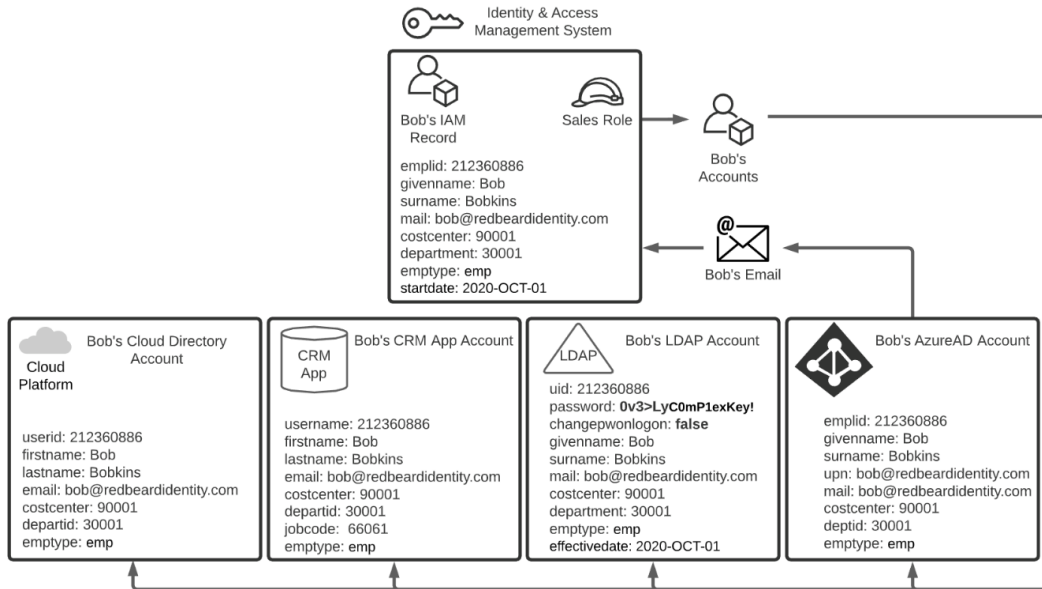 Identity & Access
Management System
Bob's IAM
Record
Sales Role
emplid: 212360886
givenname: Bob
surname: Bobkins
mail: bob@redbeardidentity.com
costcenter: 90001
department: 30001
emptype: emp
startdate: 2020-OCT-01
Bob's
Accounts
@
Bob's Email
Cloud
Platform
Bob's Cloud Directory
Account
userid: 212360886
firstname: Bob
lastname: Bobkins
email: bob@redbeardidentity.com
costcenter: 90001
departid: 30001
emptype: emp
CRM
App
Bob's CRM App Account
username: 212360886
firstname: Bob
lastname: Bobkins
email: bob@redbeardidentity.com
costcenter: 90001
departid: 30001
jobcode: 66061
emptype: emp
LDAP
Bob's LDAP Account
uid: 212360886
password: 0v3>LyC0mP1exKey!
changepwonlogon: false
givenname: Bob
surname: Bobkins
mail: bob@redbeardidentity.com
costcenter: 90001
department: 30001
emptype: emp
effectivedate: 2020-OCT-01
Bob's AzureAD Account
emplid: 212360886
givenname: Bob
surname: Bobkins
upn: bob@redbeardidentity.com
mail: bob@redbeardidentity.com
costcenter: 90001
deptid: 30001
emptype: emp